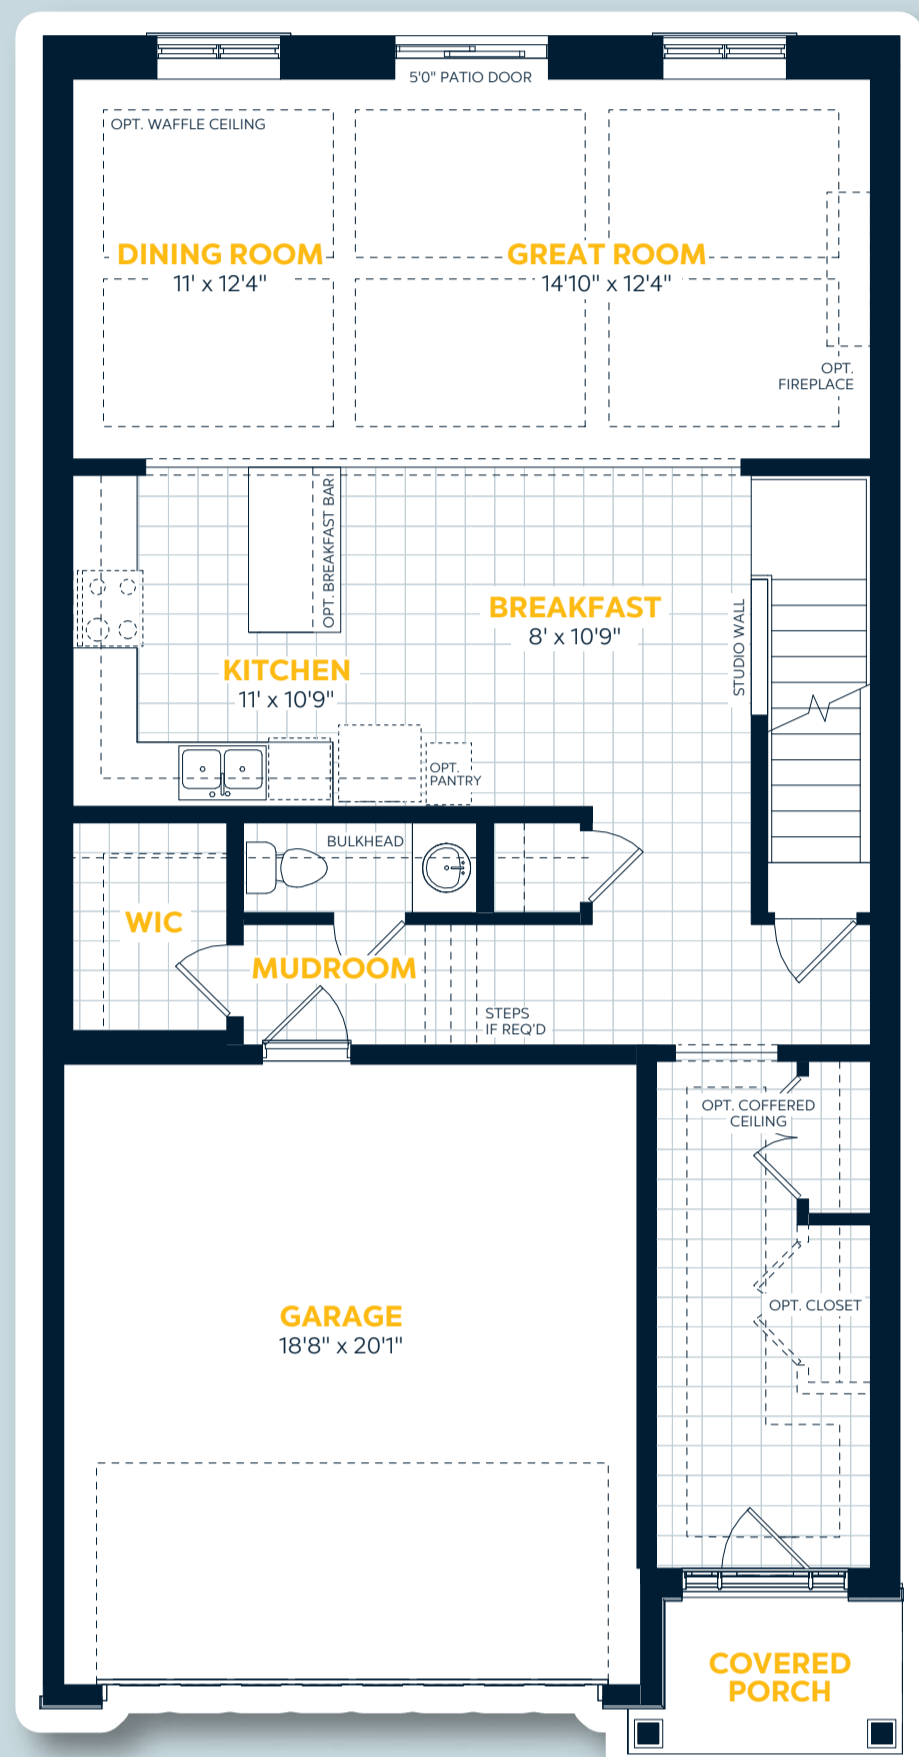 5'0" PATIO DOOR
OPT. WAFFLE CEILING
DINING ROOM
11' x 12'4"
GREAT ROOM
14'10" x 12'4"
OPT.
FIREPLACE
OPT. BREAKFAST BAR
BREAKFAST
8' x 10'9"
STUDIO WALL
KITCHEN
11' x 10'9"
OPT.
PANTRY
BULKHEAD
WIC
MUDROOM
STEPS
IF REQ'D
OPT. COFFERED
CEILING
OPT. CLOSET
GARAGE
18'8" x 20'1"
COVERED
PORCH